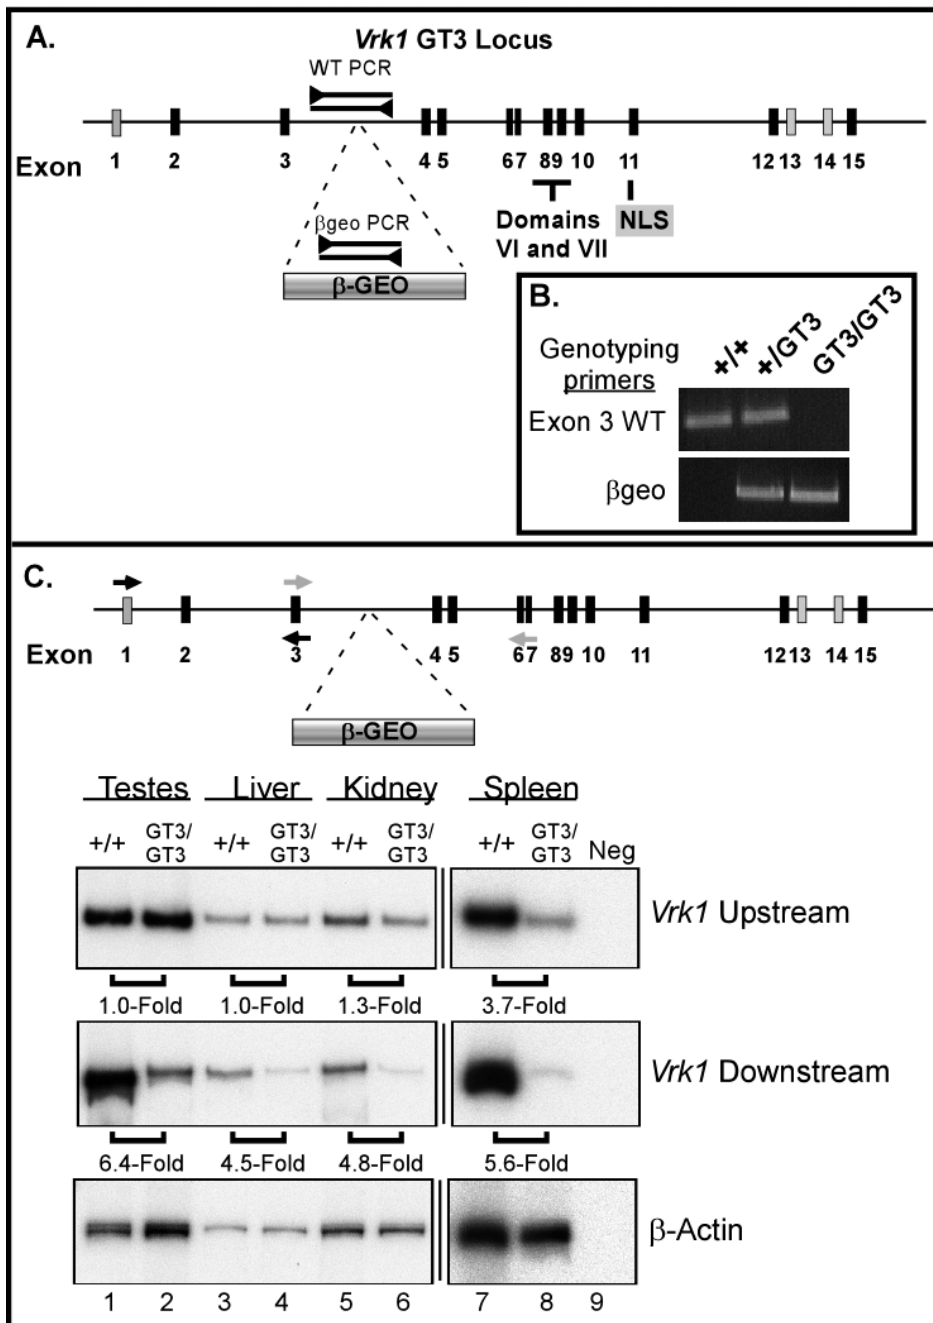 A.
Vrk1 GT3 Locus
WT PCR
Exon 1 2 3 4 5 6 7 8 9 10 11 12 13 14 15
Domains
VI and VII
NLS
βgeo PCR
β-GEO
B.
Genotyping
primers
+/+ +/GT3 GT3/GT3
Exon 3 WT
βgeo
C.
Exon 1 2 3 4 5 6 7 8 9 10 11 12 13 14 15
β-GEO
Testes Liver Kidney Spleen
+/+ GT3/GT3 +/+ GT3/GT3 +/+ GT3/GT3 +/+ GT3/GT3 Neg
Vrk1 Upstream
1.0-Fold 1.0-Fold 1.3-Fold 3.7-Fold
Vrk1 Downstream
6.4-Fold 4.5-Fold 4.8-Fold 5.6-Fold
β-Actin
1 2 3 4 5 6 7 8 9